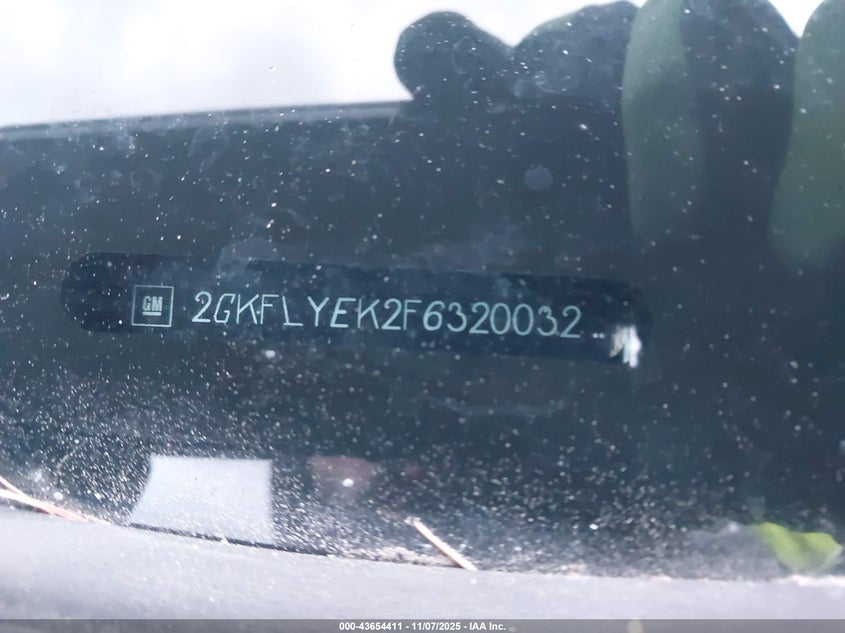 GM 2GKFLYEK2F6320032
000-43654411 - 11/07/2025 - IAA Inc.